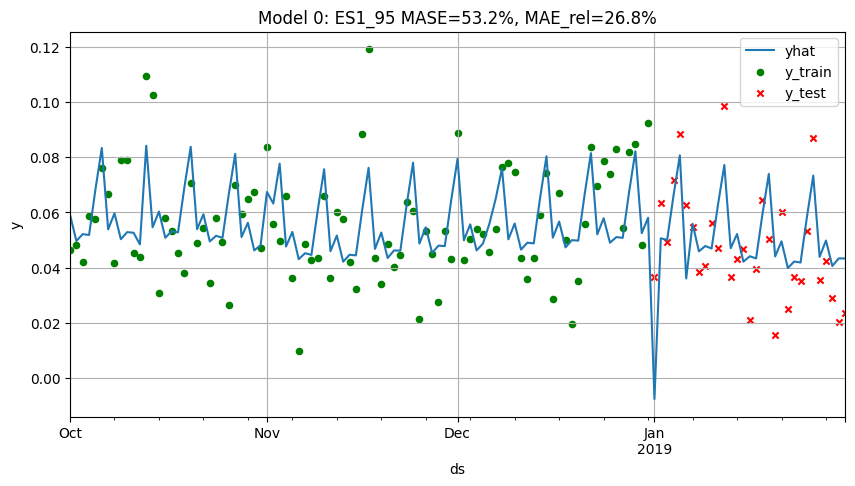 Model 0: ES1_95 MASE=53.2%, MAE_rel=26.8%
yhat
y_train
y_test
0.12
0.10
0.08
0.06
0.04
0.02
0.00
y
Oct
Nov
Dec
Jan
2019
ds